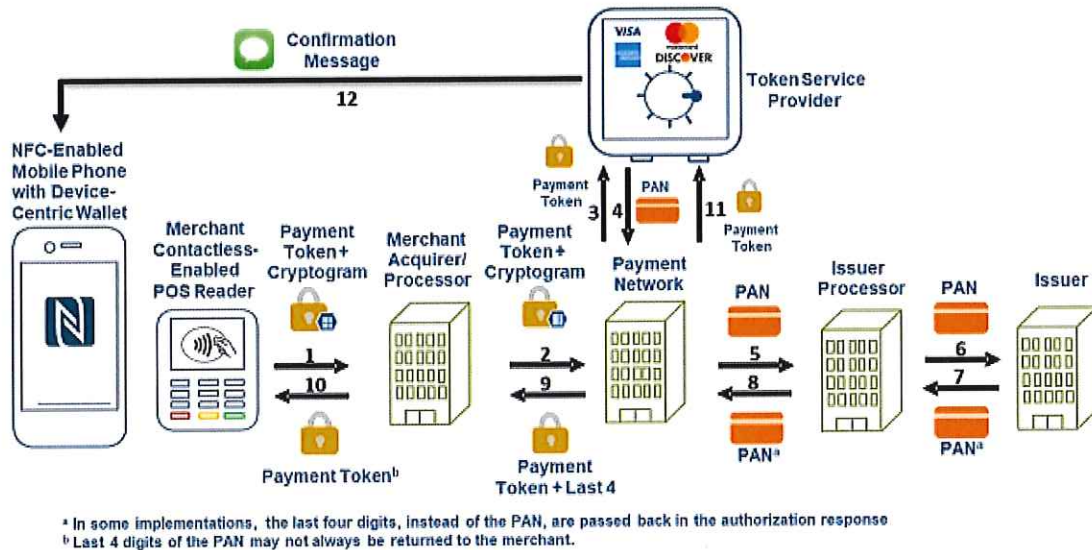 Confirmation
Message
12
VISA
mastercard
DISCOVER
Token Service
Provider
NFC-Enabled
Mobile Phone
with Device-
Centric Wallet
Merchant
Contactless-
Enabled
POS Reader
Payment
Token +
Cryptogram
Merchant
Acquirer/
Processor
Payment
Token +
Cryptogram
Payment
Token
3
4
PAN
11
Payment
Token
Payment
Network
PAN
Issuer
Processor
PAN
Issuer
1
10
2
9
5
8
6
7
Payment Tokenᵇ
Payment
Token + Last 4
PANᵃ
PANᵃ
ᵃ In some implementations, the last four digits, instead of the PAN, are passed back in the authorization response
ᵇ Last 4 digits of the PAN may not always be returned to the merchant.